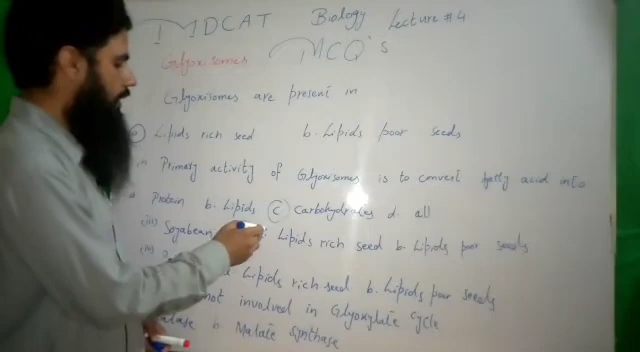 MDCAT Biology Lecture #4
Glyoxisomes MCQ's
Glyoxisomes are present in
a Lipids rich seed b. Lipids poor seeds
Primary activity of Glyoxisomes is to convert fatty acid into
a Protein b. Lipids c Carbohydrates d. all
(iii) Soyabean Lipids rich seed b. Lipids poor seeds
(iv) Lipids rich seed b. Lipids poor seeds
not involved in Glyoxylate cycle
b Malate synthase